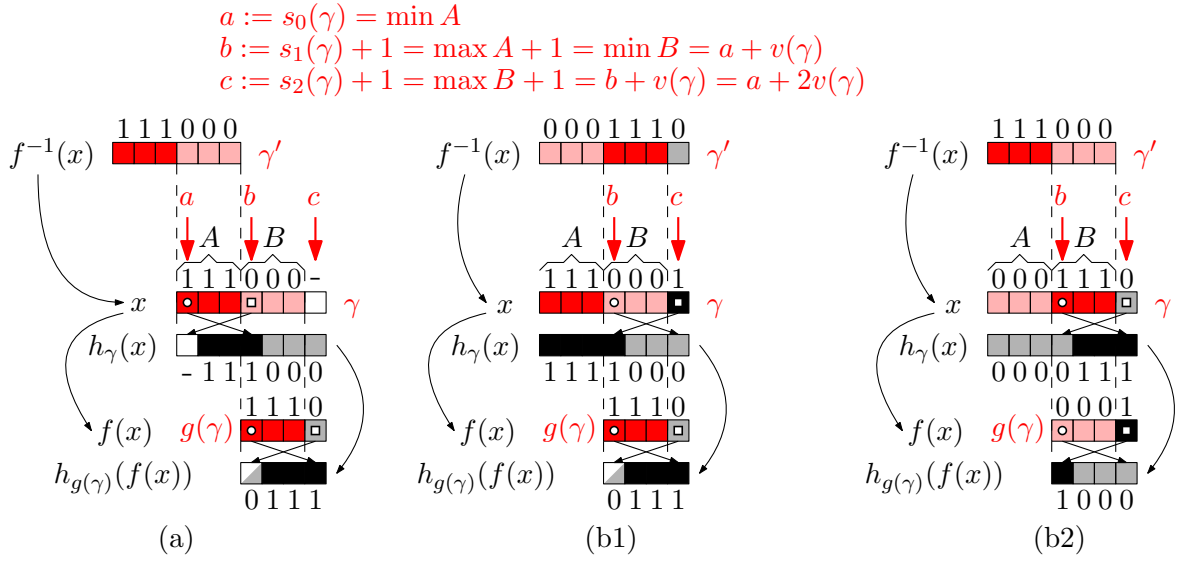 a := s₀(γ) = min A
b := s₁(γ) + 1 = max A + 1 = min B = a + v(γ)
c := s₂(γ) + 1 = max B + 1 = b + v(γ) = a + 2v(γ)
1 1 1 0 0 0
f⁻¹(x) γ′
a b c
A B
1 1 1 0 0 0 -
x γ
h_γ(x)
- 1 1 1 0 0 0
1 1 1 0
f(x) g(γ)
h_{g(γ)}(f(x))
0 1 1 1
(a)
0 0 0 1 1 1 0
f⁻¹(x) γ′
b c
A B
1 1 1 0 0 0 1
x γ
h_γ(x)
1 1 1 1 0 0 0
1 1 1 0
f(x) g(γ)
h_{g(γ)}(f(x))
0 1 1 1
(b1)
1 1 1 0 0 0
f⁻¹(x) γ′
b c
A B
0 0 0 1 1 1 0
x γ
h_γ(x)
0 0 0 0 1 1 1
0 0 0 1
f(x) g(γ)
h_{g(γ)}(f(x))
1 0 0 0
(b2)